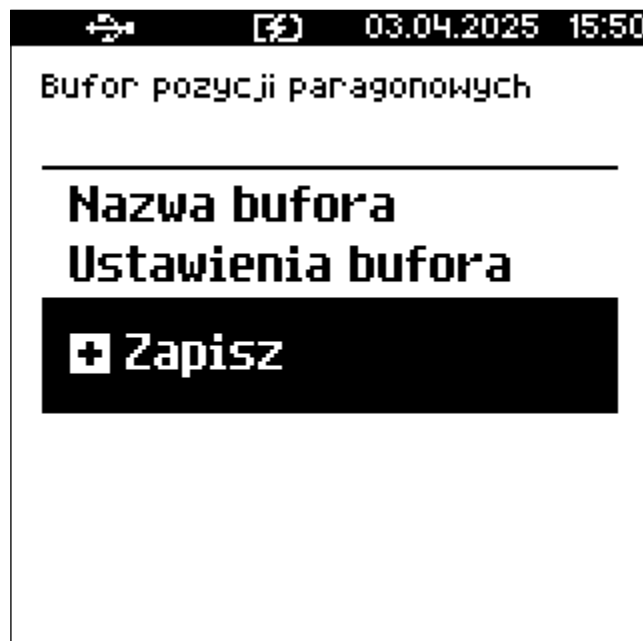 03.04.2025 15:50
Bufor pozycji paragonowych
Nazwa bufora
Ustawienia bufora
+ Zapisz